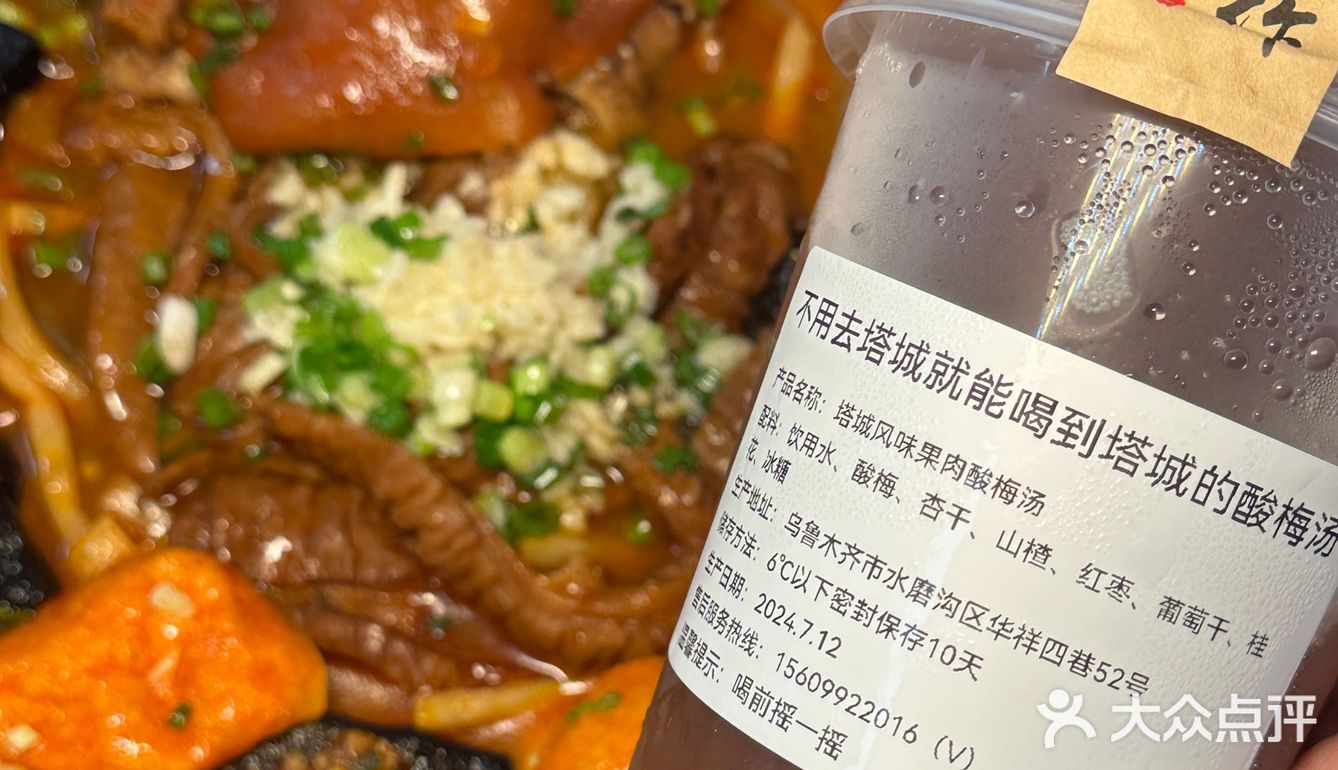 不用去塔城就能喝到塔城的酸梅汤
产品名称：塔城风味果肉酸梅汤
配料：饮用水、酸梅、杏干、山楂、红枣、葡萄干、桂
花、冰糖
生产地址：乌鲁木齐市水磨沟区华祥四巷52号
储存方法：6℃以下密封保存10天
生产日期：2024.7.12
售后服务热线：15609922016（V）
温馨提示：喝前摇一摇
大众点评